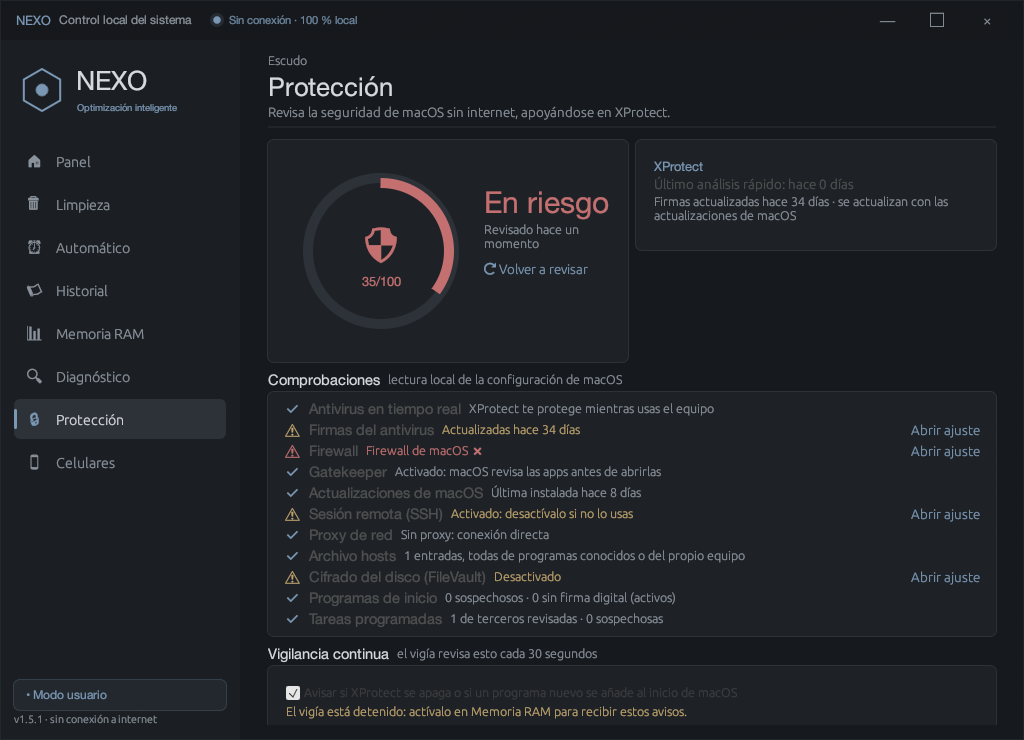 NEXO Control local del sistema Sin conexión · 100 % local
NEXO
Optimización inteligente
Panel
Limpieza
Automático
Historial
Memoria RAM
Diagnóstico
Protección
Celulares
• Modo usuario
v1.5.1 · sin conexión a internet
Escudo
Protección
Revisa la seguridad de macOS sin internet, apoyándose en XProtect.
35/100
En riesgo
Revisado hace un
momento
Volver a revisar
XProtect
Último análisis rápido: hace 0 días
Firmas actualizadas hace 34 días · se actualizan con las
actualizaciones de macOS
Comprobaciones lectura local de la configuración de macOS
Antivirus en tiempo real XProtect te protege mientras usas el equipo
Firmas del antivirus Actualizadas hace 34 días Abrir ajuste
Firewall Firewall de macOS × Abrir ajuste
Gatekeeper Activado: macOS revisa las apps antes de abrirlas
Actualizaciones de macOS Última instalada hace 8 días
Sesión remota (SSH) Activado: desactívalo si no lo usas Abrir ajuste
Proxy de red Sin proxy: conexión directa
Archivo hosts 1 entradas, todas de programas conocidos o del propio equipo
Cifrado del disco (FileVault) Desactivado Abrir ajuste
Programas de inicio 0 sospechosos · 0 sin firma digital (activos)
Tareas programadas 1 de terceros revisadas · 0 sospechosas
Vigilancia continua el vigía revisa esto cada 30 segundos
Avisar si XProtect se apaga o si un programa nuevo se añade al inicio de macOS
El vigía está detenido: actívalo en Memoria RAM para recibir estos avisos.